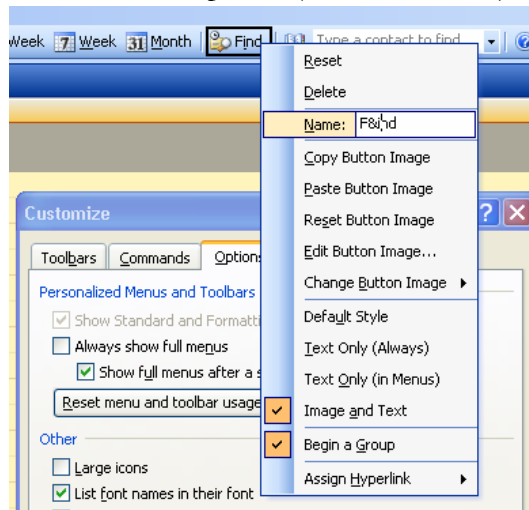 Week 7 Week 31 Month Find Type a contact to find
Reset
Delete
Name: F&ind
Copy Button Image
Paste Button Image
Reset Button Image
Edit Button Image...
Change Button Image
Default Style
Text Only (Always)
Text Only (in Menus)
Image and Text
Begin a Group
Assign Hyperlink
Customize ?
Toolbars Commands Options
Personalized Menus and Toolbars
Show Standard and
Always show full menus
Show full menus after a
Reset menu and toolbar usage
Other
Large icons
List font names in their font